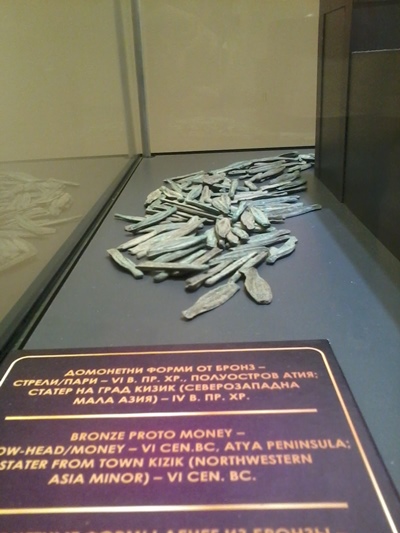 ДОМОНЕТНИ ФОРМИ ОТ БРОНЗ –
СТРЕЛИ/ПАРИ – VI В. ПР. ХР., ПОЛУОСТРОВ АТИЯ;
СТАТЕР НА ГРАД КИЗИК (СЕВЕРОЗАПАДНА
МАЛА АЗИЯ) – IV В. ПР. ХР.
BRONZE PROTO MONEY –
OW-HEAD/MONEY – VI CEN.BC, ATYA PENINSULA;
STATER FROM TOWN KIZIK (NORTHWESTERN
ASIA MINOR) – VI CEN. BC.
ИЗ БРОНЗЫ